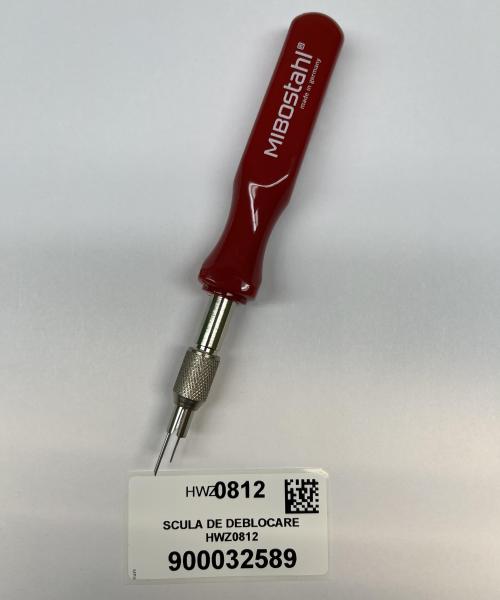 MIBOstahl®
made in germany
HWZ0812
SCULA DE DEBLOCARE
HWZ0812
900032589